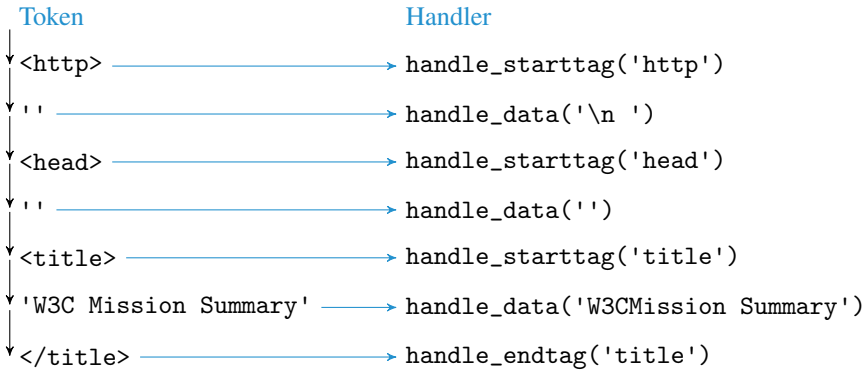 Token Handler
<http> handle_starttag('http')
'' handle_data('\n ')
<head> handle_starttag('head')
'' handle_data('')
<title> handle_starttag('title')
'W3C Mission Summary' handle_data('W3CMission Summary')
</title> handle_endtag('title')